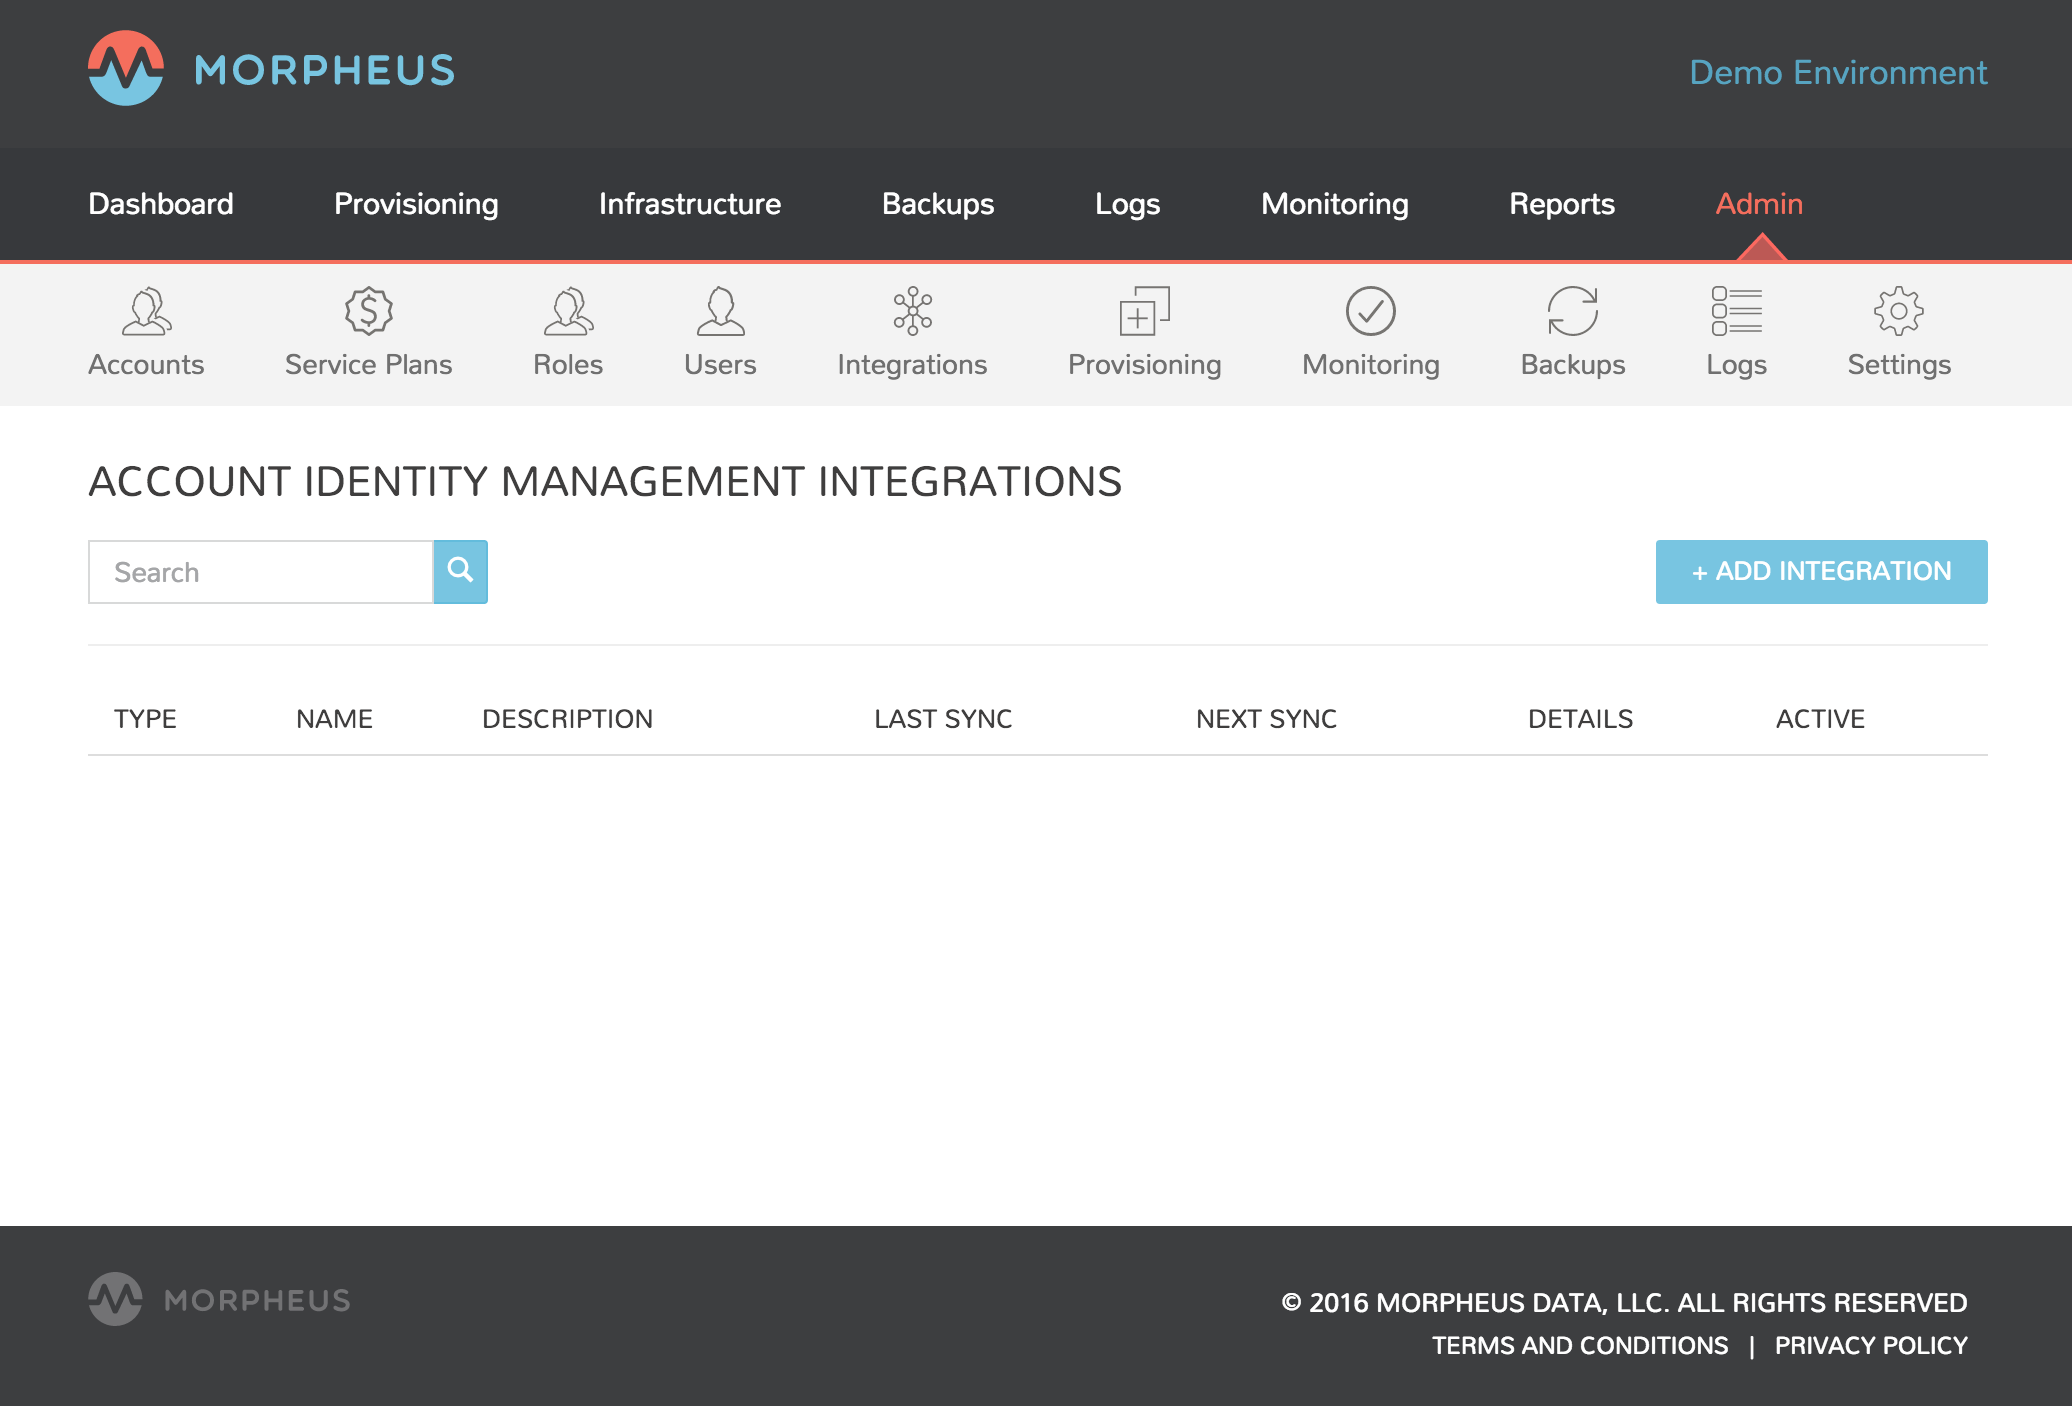 MORPHEUS
Demo Environment
Dashboard Provisioning Infrastructure Backups Logs Monitoring Reports Admin
Accounts Service Plans Roles Users Integrations Provisioning Monitoring Backups Logs Settings
ACCOUNT IDENTITY MANAGEMENT INTEGRATIONS
Search
+ ADD INTEGRATION
TYPE NAME DESCRIPTION LAST SYNC NEXT SYNC DETAILS ACTIVE
MORPHEUS
© 2016 MORPHEUS DATA, LLC. ALL RIGHTS RESERVED
TERMS AND CONDITIONS | PRIVACY POLICY